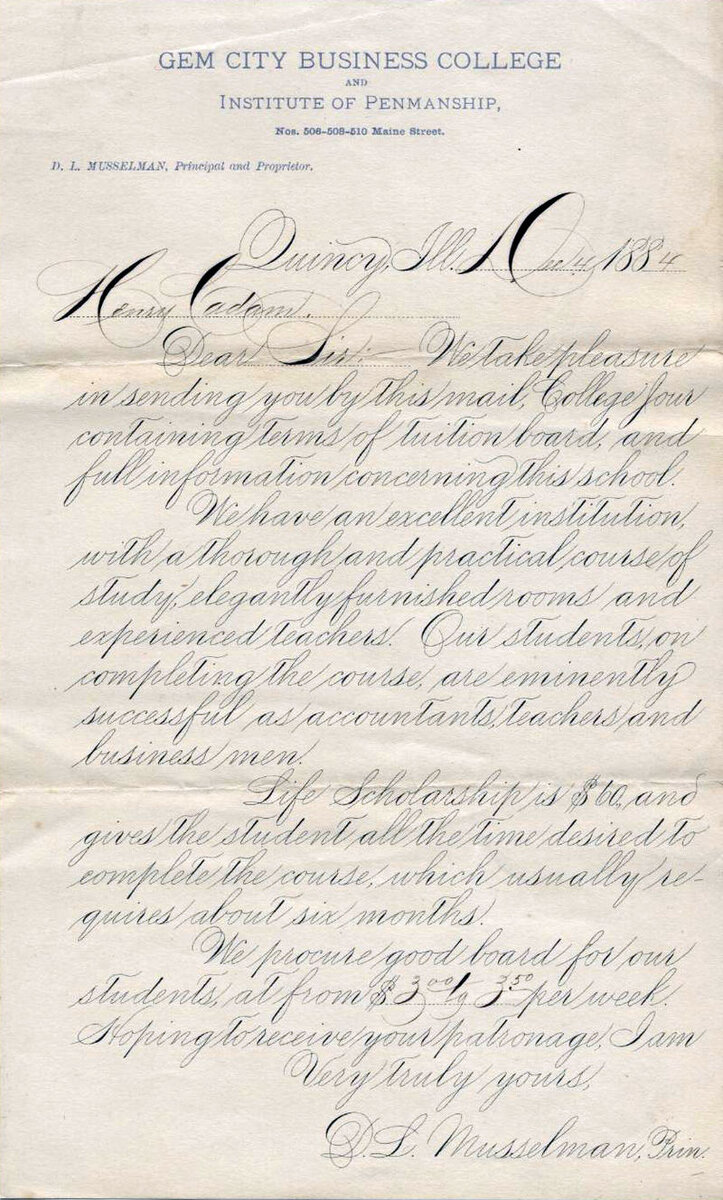 GEM CITY BUSINESS COLLEGE
AND
INSTITUTE OF PENMANSHIP,
Nos. 506-508-510 Maine Street.
D. L. MUSSELMAN, Principal and Proprietor.
Quincy, Ill. Dec 4 1884
Henry Eadam.
Dear Sir:— We take pleasure
in sending you by this mail, College Jour
containing terms of tuition board, and
full information concerning this school.
We have an excellent institution,
with a thorough and practical course of
study, elegantly furnished rooms and
experienced teachers. Our students, on
completing the course, are eminently
successful as accountants, teachers and
business men.
Life Scholarship is $60, and
gives the student all the time desired to
complete the course, which usually re-
quires about six months.
We procure good board for our
students, at from $3.00 to 3.50 per week.
Hoping to receive your patronage, I am
Very truly yours,
D. L. Musselman, Prin.